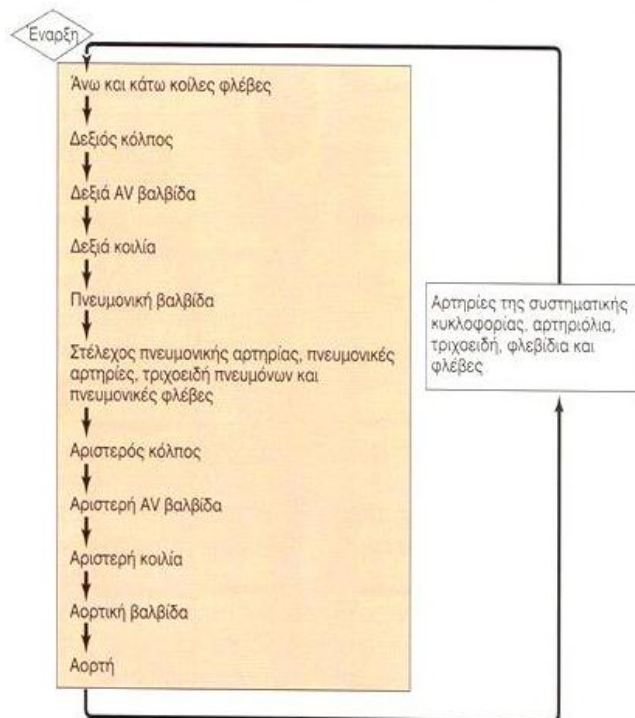 Έναρξη
Άνω και κάτω κοίλες φλέβες
Δεξιός κόλπος
Δεξιά AV βαλβίδα
Δεξιά κοιλία
Πνευμονική βαλβίδα
Στέλεχος πνευμονικής αρτηρίας, πνευμονικές
αρτηρίες, τριχοειδή πνευμόνων και
πνευμονικές φλέβες
Αριστερός κόλπος
Αριστερή AV βαλβίδα
Αριστερή κοιλία
Αορτική βαλβίδα
Αορτή
Αρτηρίες της συστηματικής
κυκλοφορίας, αρτηριόλια,
τριχοειδή, φλεβίδια και
φλέβες